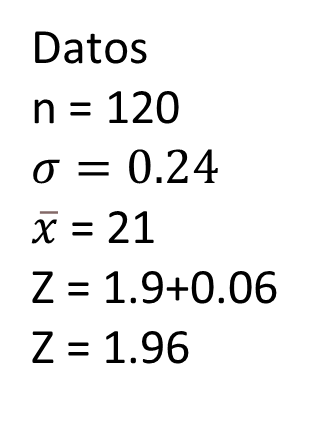 Datos
n = 120
σ = 0.24
x̄ = 21
Z = 1.9+0.06
Z = 1.96